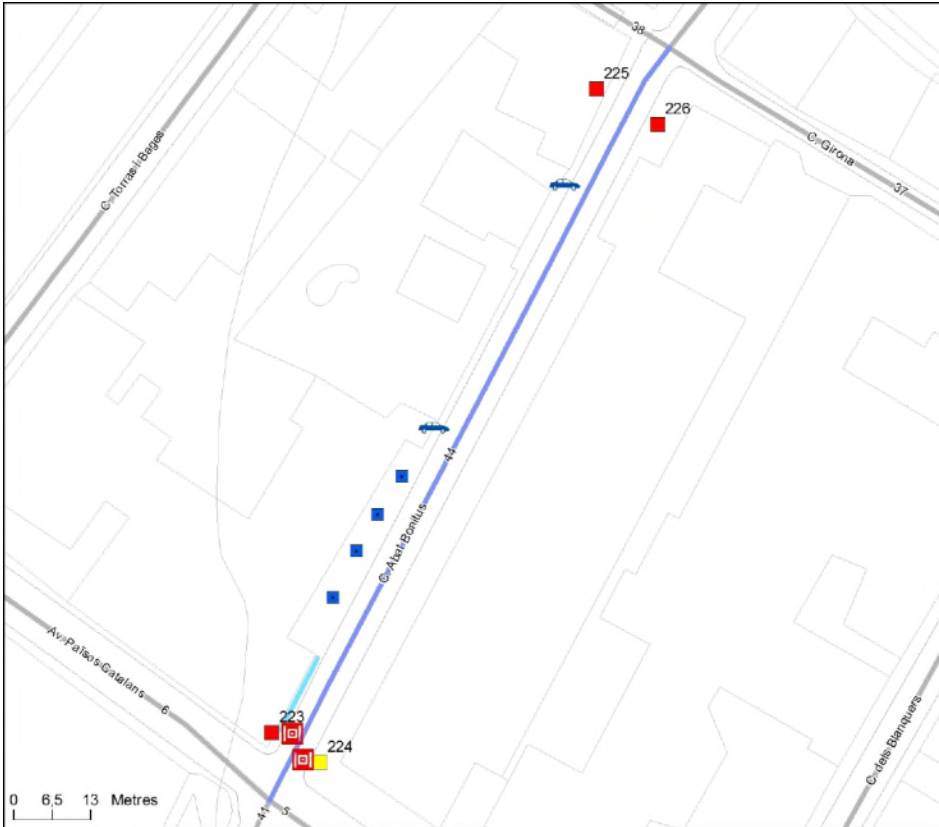 38
225
226
C. Girona
37
C. Torras i Bages
44
C. Abat Bonitus
Av. Països Catalans
6
223
224
C. dels Blanquers
5
41
0 6,5 13 Metres